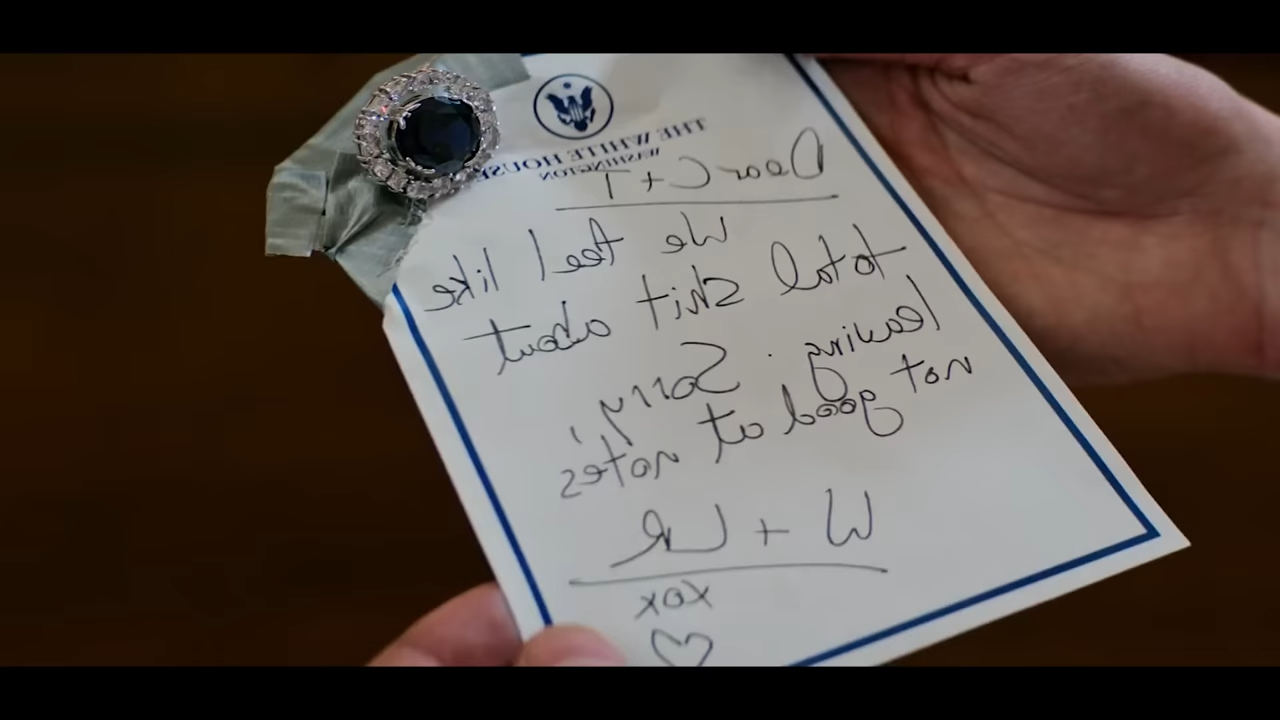 THE WHITE HOUSE
WASHINGTON
Dear C + T
We feel like
total shit about
leaving. Sorry,
not good at notes
W +
xox